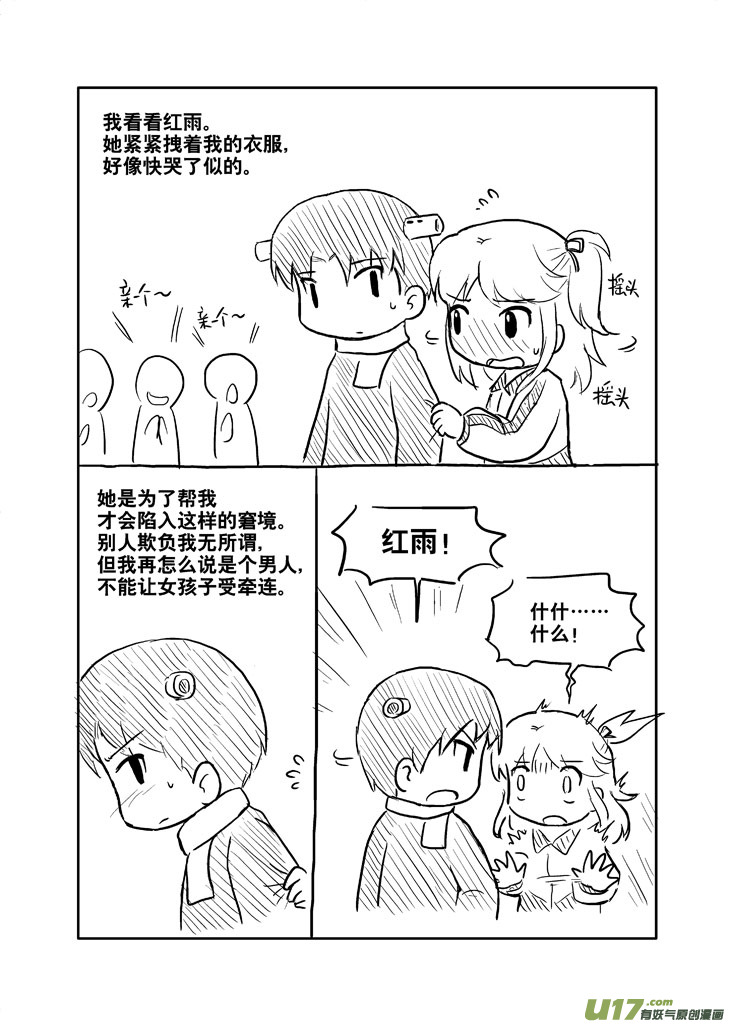 我看看红雨。
她紧紧拽着我的衣服，
好像快哭了似的。
亲个～
亲个～
摇头
摇头
她是为了帮我
才会陷入这样的窘境。
别人欺负我无所谓，
但我再怎么说是个男人，
不能让女孩子受牵连。
红雨！
什什……
什么！
U17.com
有妖气原创漫画